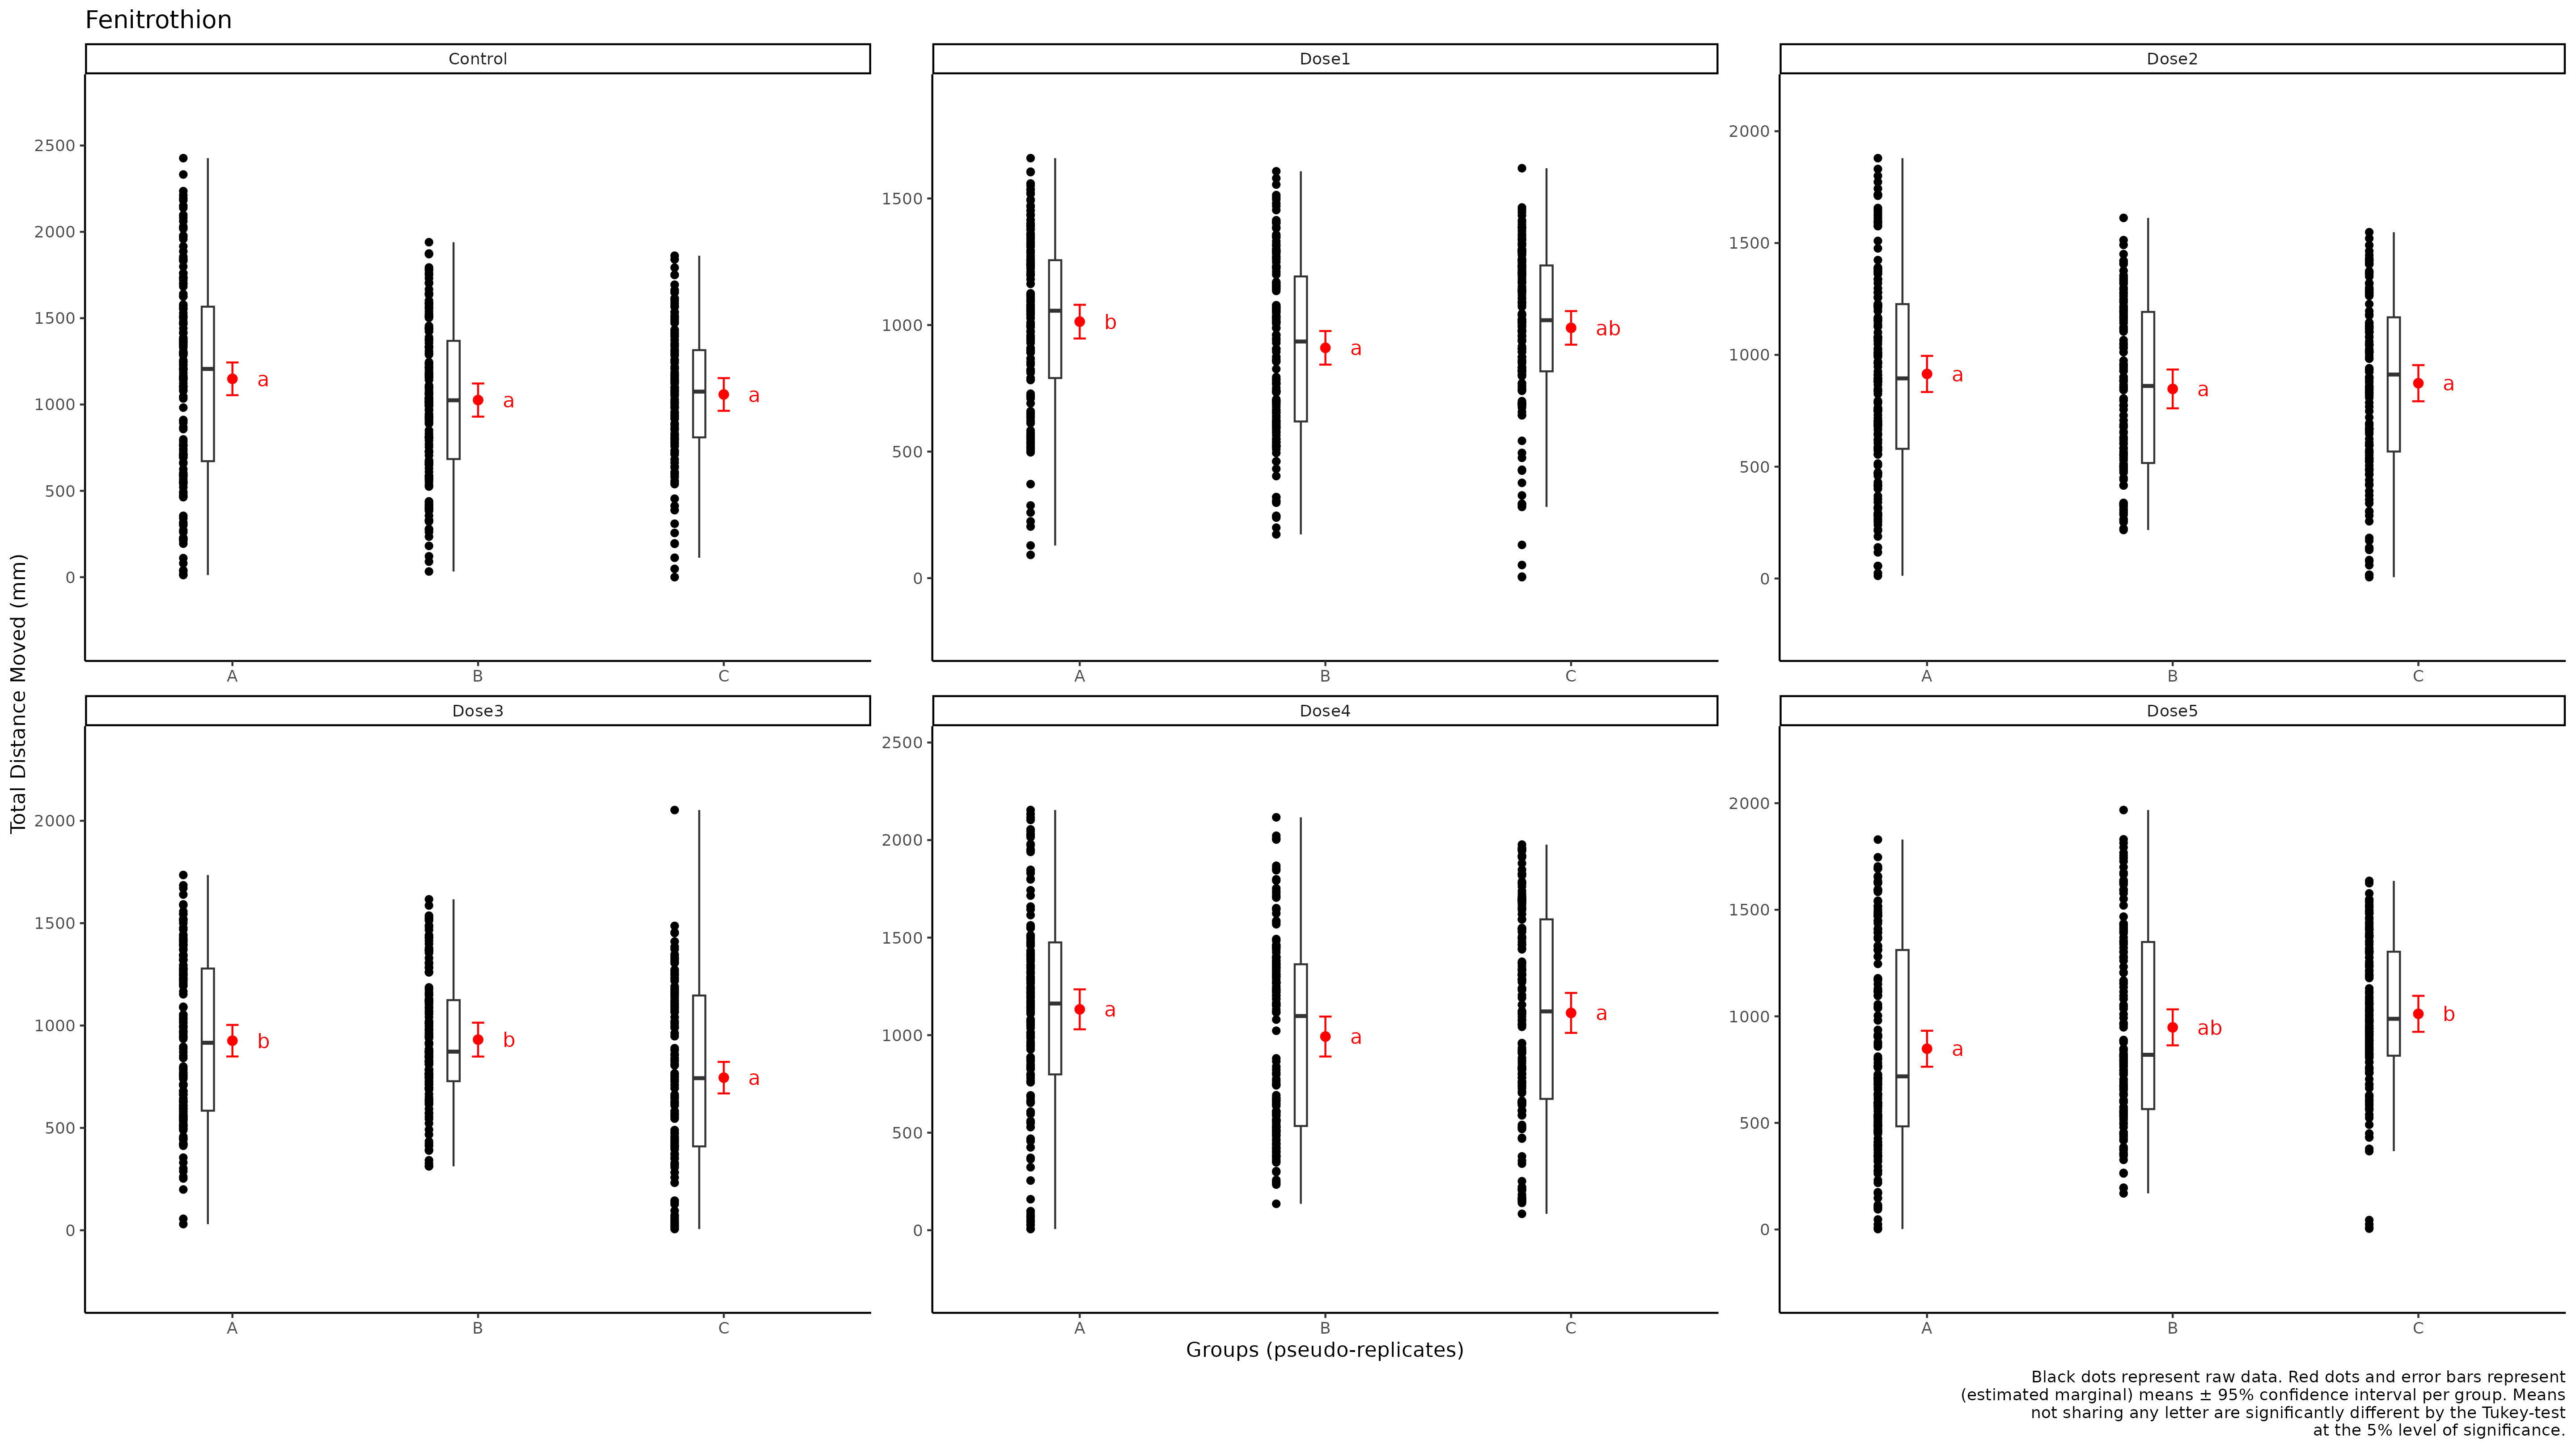 Fenitrothion
Control
Dose1
Dose2
Total Distance Moved (mm)
2500
2000
1500
1000
500
0
a
a
a
A
B
C
1500
1000
500
0
b
a
ab
A
B
C
2000
1500
1000
500
0
a
a
a
A
B
C
Dose3
Dose4
Dose5
2000
1500
1000
500
0
b
b
a
A
B
C
2500
2000
1500
1000
500
0
a
a
a
A
B
C
2000
1500
1000
500
0
a
ab
b
A
B
C
Groups (pseudo-replicates)
Black dots represent raw data. Red dots and error bars represent
(estimated marginal) means ± 95% confidence interval per group. Means
not sharing any letter are significantly different by the Tukey-test
at the 5% level of significance.